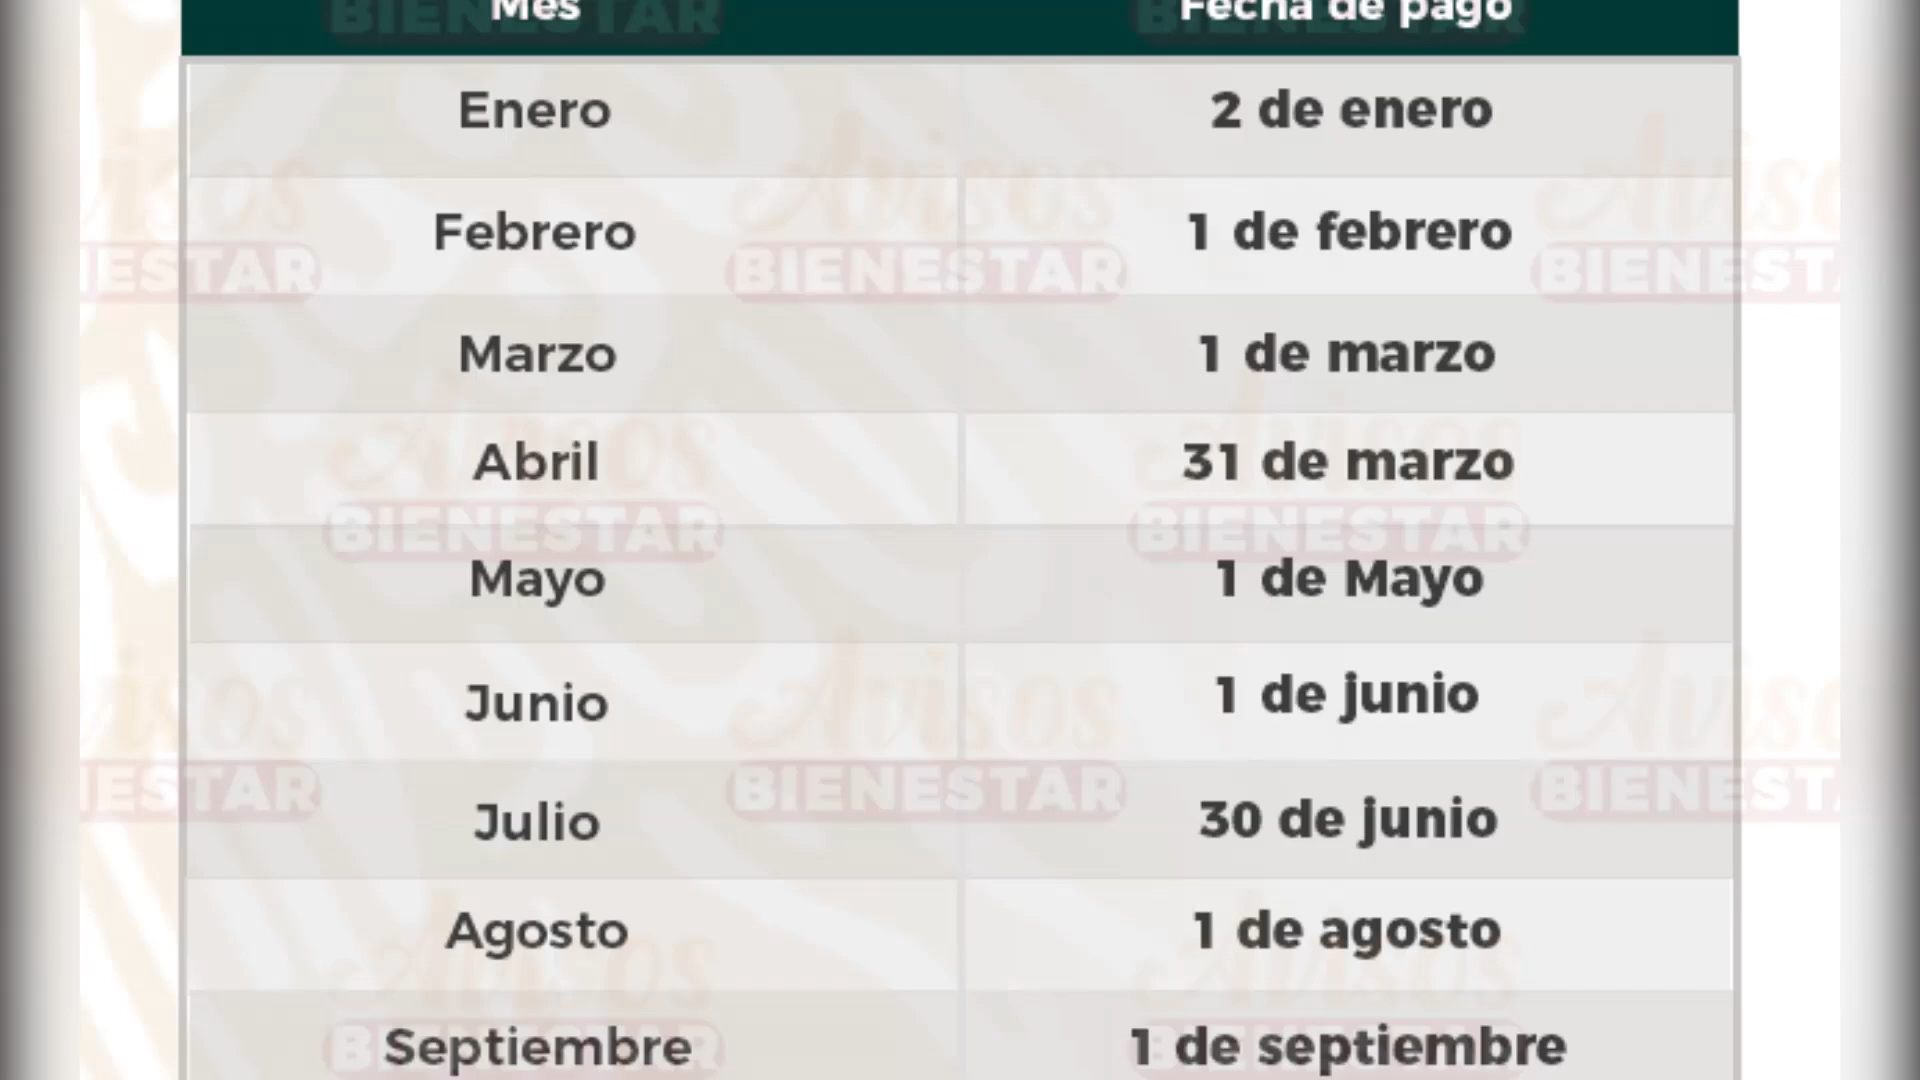 Mes Fecha de pago
Enero 2 de enero
Febrero 1 de febrero
Marzo 1 de marzo
Abril 31 de marzo
Mayo 1 de Mayo
Junio 1 de junio
Julio 30 de junio
Agosto 1 de agosto
Septiembre 1 de septiembre
Avisos
BIENESTAR